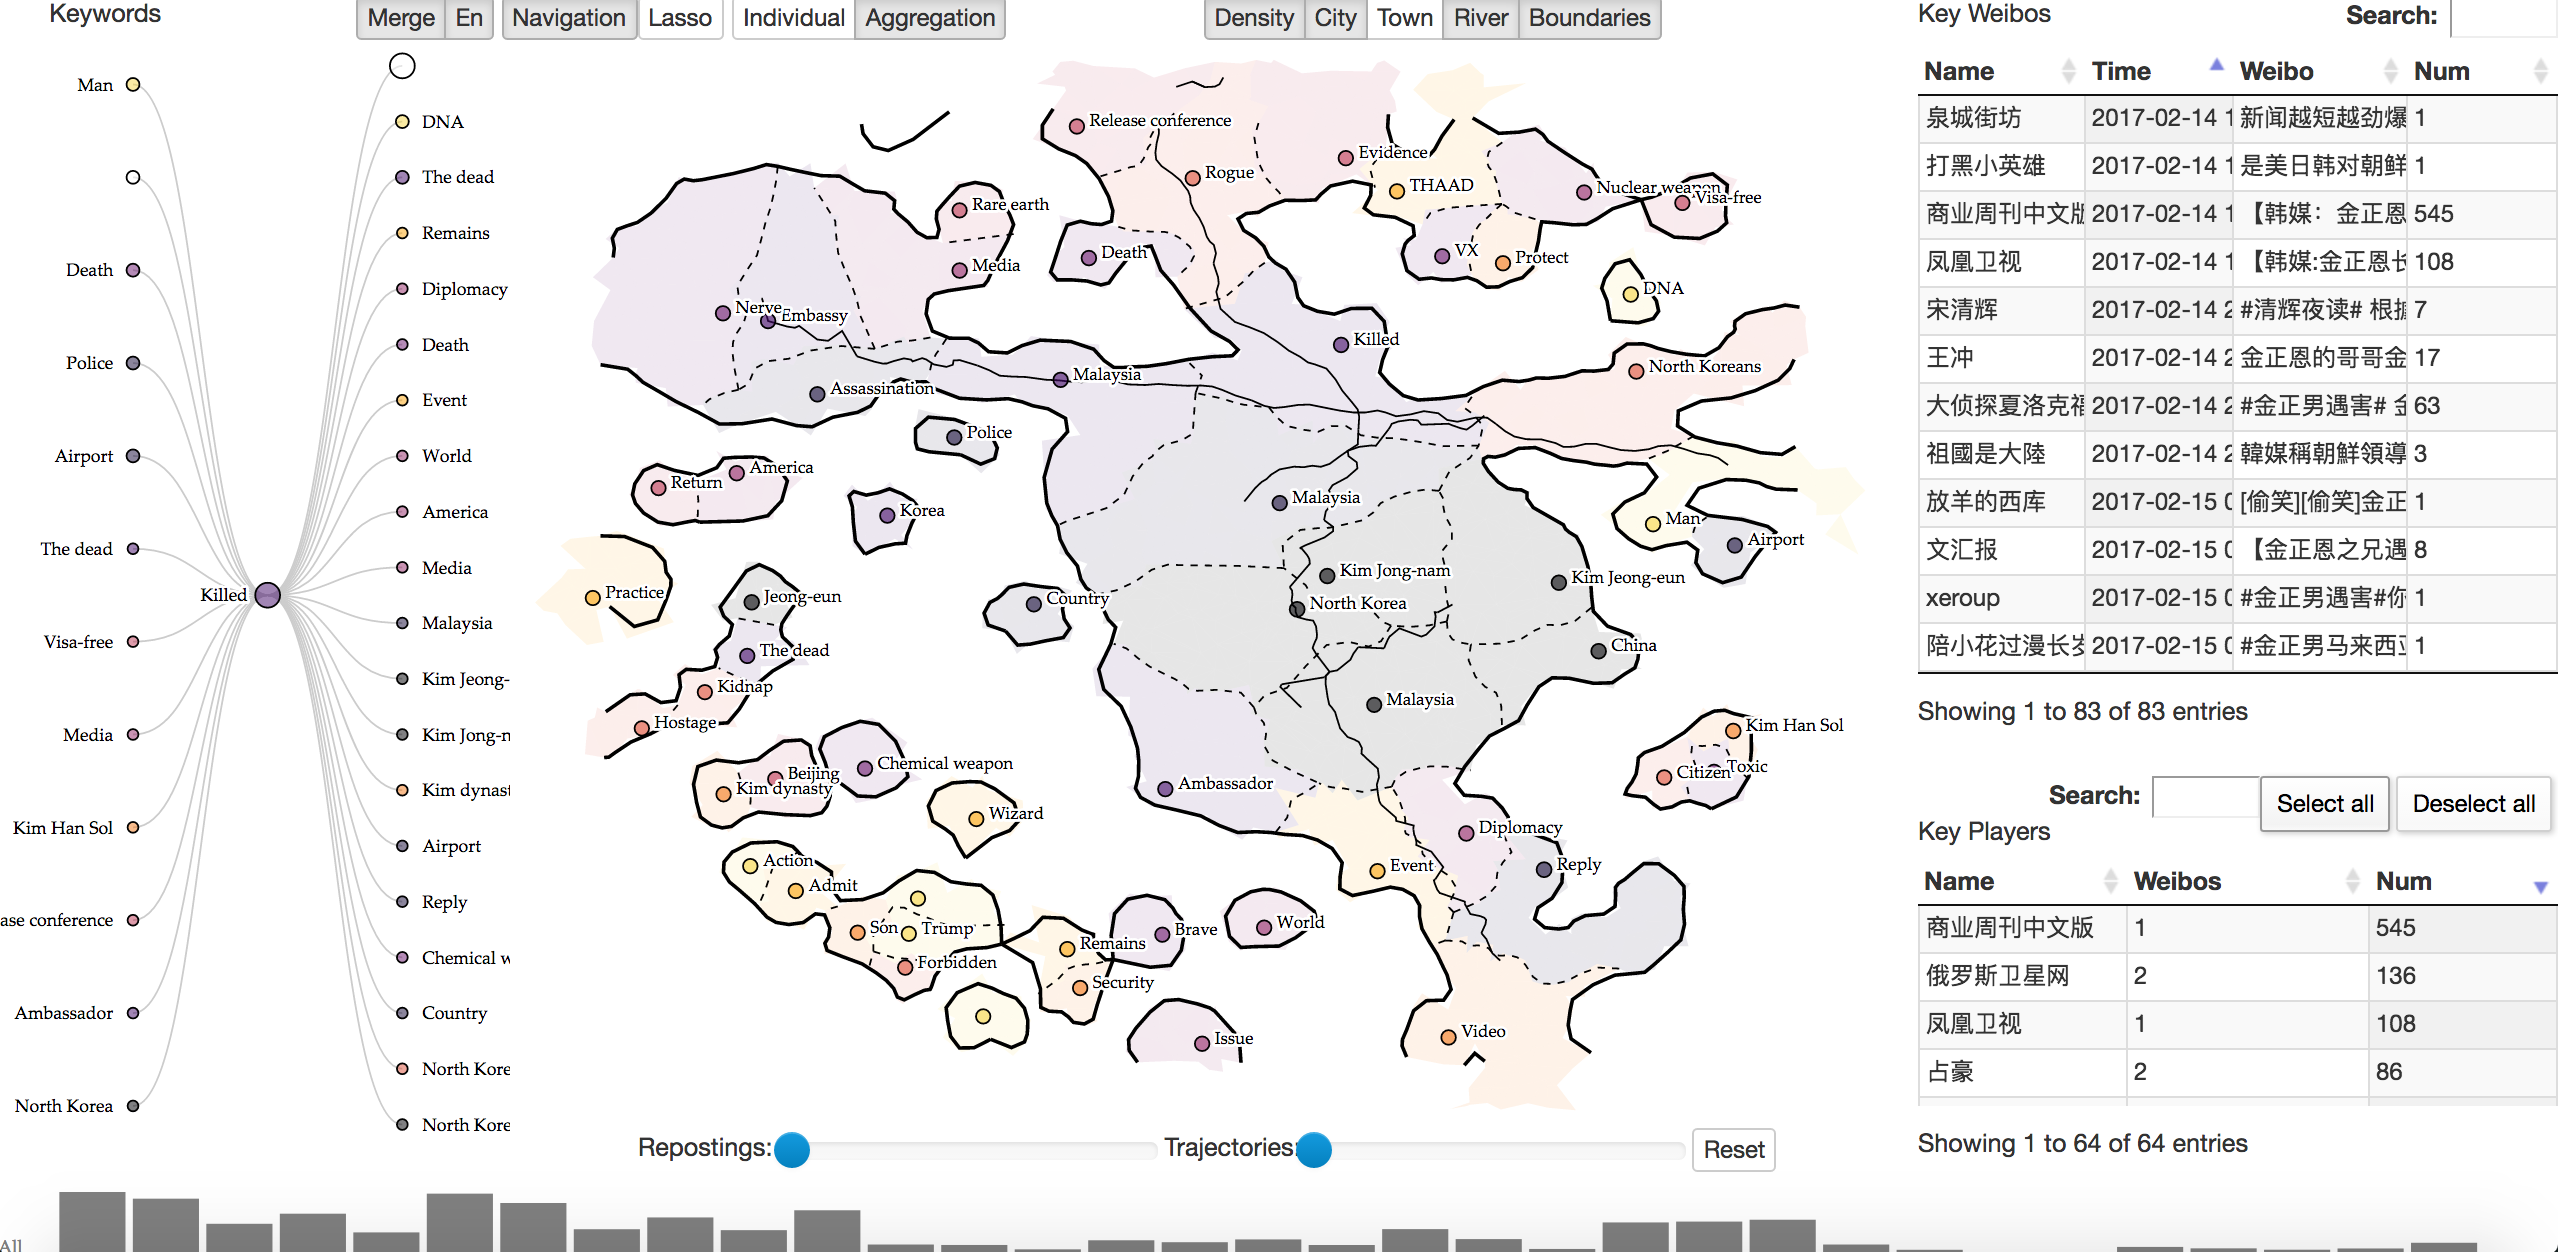 Keywords
Merge En Navigation Lasso Individual Aggregation
Density City Town River Boundaries
Man
Death
Police
Airport
The dead
Killed
Visa-free
Media
Kim Han Sol
ase conference
Ambassador
North Korea
DNA
The dead
Remains
Diplomacy
Death
Event
World
America
Media
Malaysia
Kim Jeong-
Kim Jong-n
Kim dynast
Airport
Reply
Chemical w
Country
North Kore
North Kore
Release conference
Rogue
Evidence
THAAD
Nuclear weapon
Visa-free
Rare earth
Media
Death
VX
Protect
DNA
Nerve
Embassy
Killed
Malaysia
North Koreans
Assassination
Police
Return
America
Korea
Malaysia
Man
Airport
Practice
Jeong-eun
Country
Kim Jong-nam
North Korea
Kim Jeong-eun
China
The dead
Kidnap
Hostage
Malaysia
Kim Han Sol
Citizen
Toxic
Beijing
Kim dynasty
Chemical weapon
Ambassador
Wizard
Diplomacy
Event
Reply
Action
Admit
Son
Trump
Forbidden
Remains
Security
Brave
World
Issue
Video
Repostings:
Trajectories:
Reset
Key Weibos Search:
Name Time Weibo Num
泉城街坊 2017-02-14 1 新闻越短越劲爆 1
打黑小英雄 2017-02-14 1 是美日韩对朝鲜 1
商业周刊中文版 2017-02-14 1 【韩媒：金正恩 545
凤凰卫视 2017-02-14 1 【韩媒:金正恩长 108
宋清辉 2017-02-14 2 #清辉夜读# 根据 7
王冲 2017-02-14 2 金正恩的哥哥金 17
大侦探夏洛克福 2017-02-14 2 #金正男遇害# 金 63
祖國是大陸 2017-02-14 2 韓媒稱朝鮮領導 3
放羊的西库 2017-02-15 0 [偷笑][偷笑]金正 1
文汇报 2017-02-15 0 【金正恩之兄遇 8
xeroup 2017-02-15 0 #金正男遇害#你 1
陪小花过漫长岁 2017-02-15 0 #金正男马来西亚 1
Showing 1 to 83 of 83 entries
Search: Select all Deselect all
Key Players
Name Weibos Num
商业周刊中文版 1 545
俄罗斯卫星网 2 136
凤凰卫视 1 108
占豪 2 86
Showing 1 to 64 of 64 entries
All